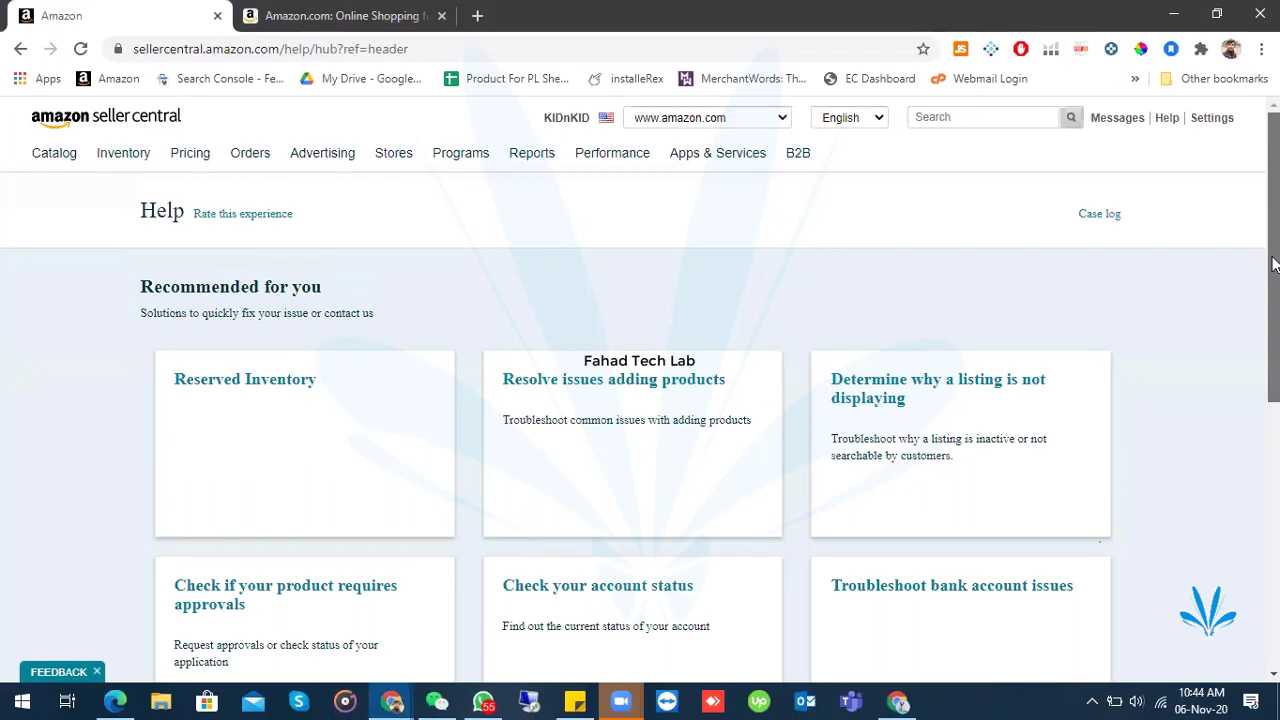 Amazon
Amazon.com: Online Shopping f
sellercentral.amazon.com/help/hub?ref=header
Apps
Amazon
Search Console - Fe...
My Drive - Google...
Product For PL She...
installeRex
MerchantWords: Th...
EC Dashboard
Webmail Login
»
Other bookmarks
amazon seller central
KIDnKID
www.amazon.com
English
Search
Messages | Help | Settings
Catalog
Inventory
Pricing
Orders
Advertising
Stores
Programs
Reports
Performance
Apps & Services
B2B
Help
Rate this experience
Case log
Recommended for you
Solutions to quickly fix your issue or contact us
Fahad Tech Lab
Reserved Inventory
Resolve issues adding products
Troubleshoot common issues with adding products
Determine why a listing is not
displaying
Troubleshoot why a listing is inactive or not
searchable by customers.
Check if your product requires
approvals
Request approvals or check status of your
application
Check your account status
Find out the current status of your account
Troubleshoot bank account issues
FEEDBACK
55
10:44 AM
06-Nov-20